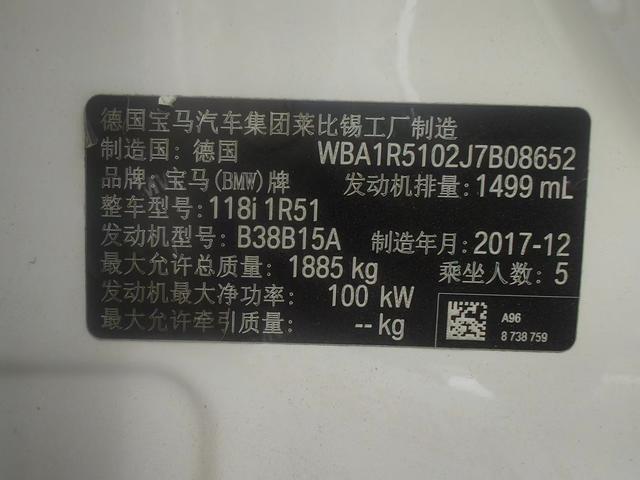 德国宝马汽车集团莱比锡工厂制造
制造国: 德国 WBA1R5102J7B08652
品牌: 宝马(BMW)牌 发动机排量: 1499 mL
整车型号: 118i 1R51
发动机型号: B38B15A 制造年月: 2017-12
最大允许总质量: 1885 kg 乘坐人数: 5
发动机最大净功率: 100 kW
最大允许牵引质量: -- kg
A96
8 738 759